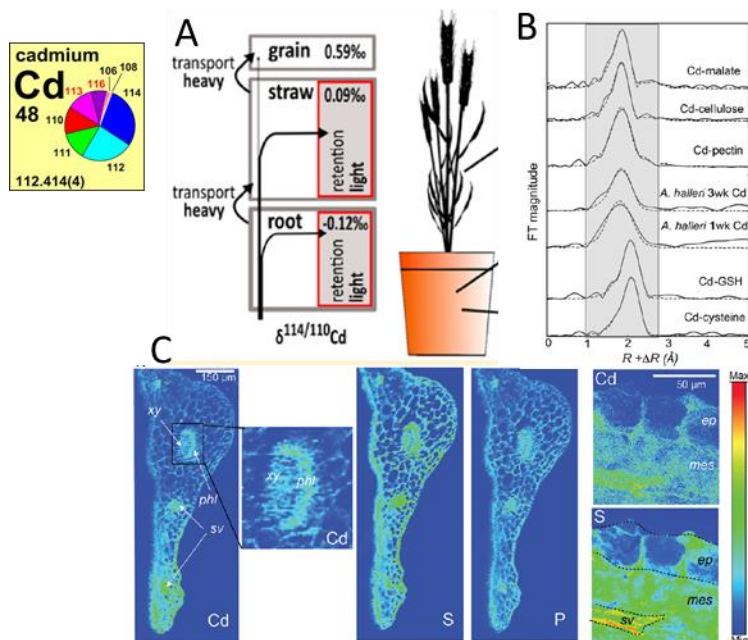 cadmium
Cd
48
106
108
116
113
114
110
111
112
112.414(4)
A
grain 0.59‰
transport
heavy
straw 0.09‰
retention
light
transport
heavy
root -0.12‰
retention
light
δ114/110Cd
B
FT magnitude
Cd-malate
Cd-cellulose
Cd-pectin
A. halleri 3wk Cd
A. halleri 1wk Cd
Cd-GSH
Cd-cysteine
0 1 2 3 4 5
R +ΔR (Å)
C
150 µm
xy
phl
sv
Cd
xy
phl
Cd
S
P
Cd
50 µm
ep
mes
S
ep
mes
sv
Max